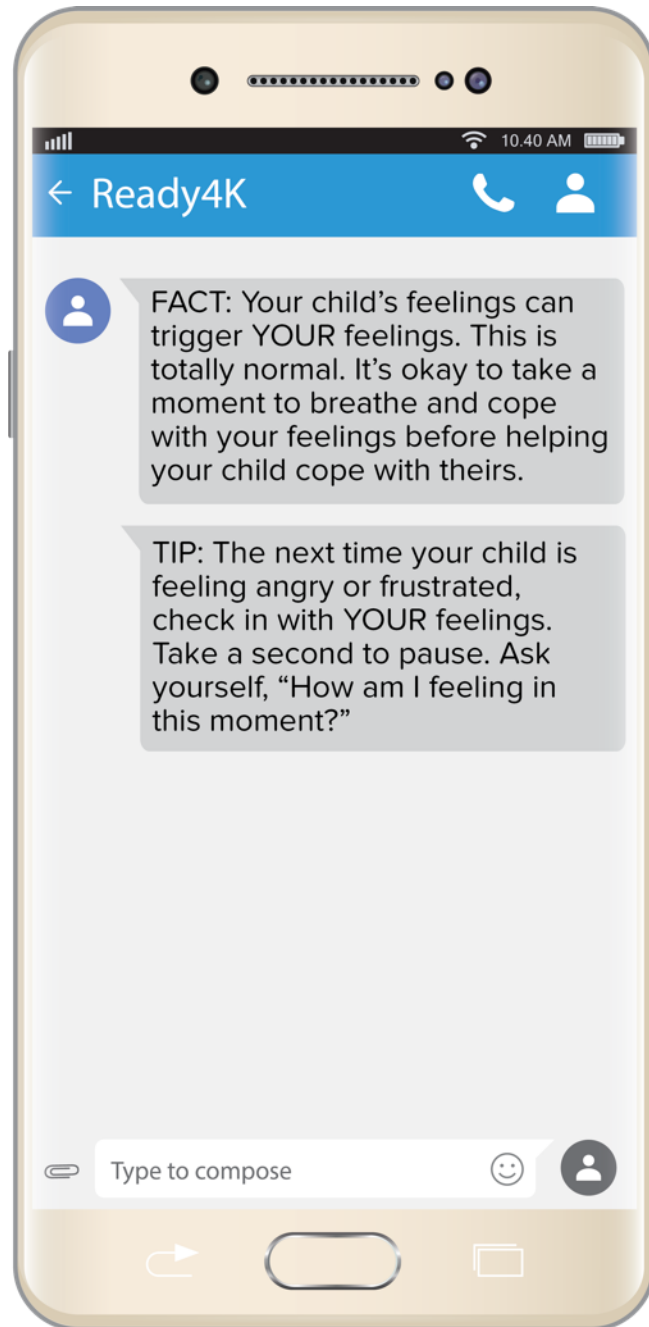 10.40 AM
Ready4K
FACT: Your child’s feelings can
trigger YOUR feelings. This is
totally normal. It’s okay to take a
moment to breathe and cope
with your feelings before helping
your child cope with theirs.
TIP: The next time your child is
feeling angry or frustrated,
check in with YOUR feelings.
Take a second to pause. Ask
yourself, “How am I feeling in
this moment?”
Type to compose